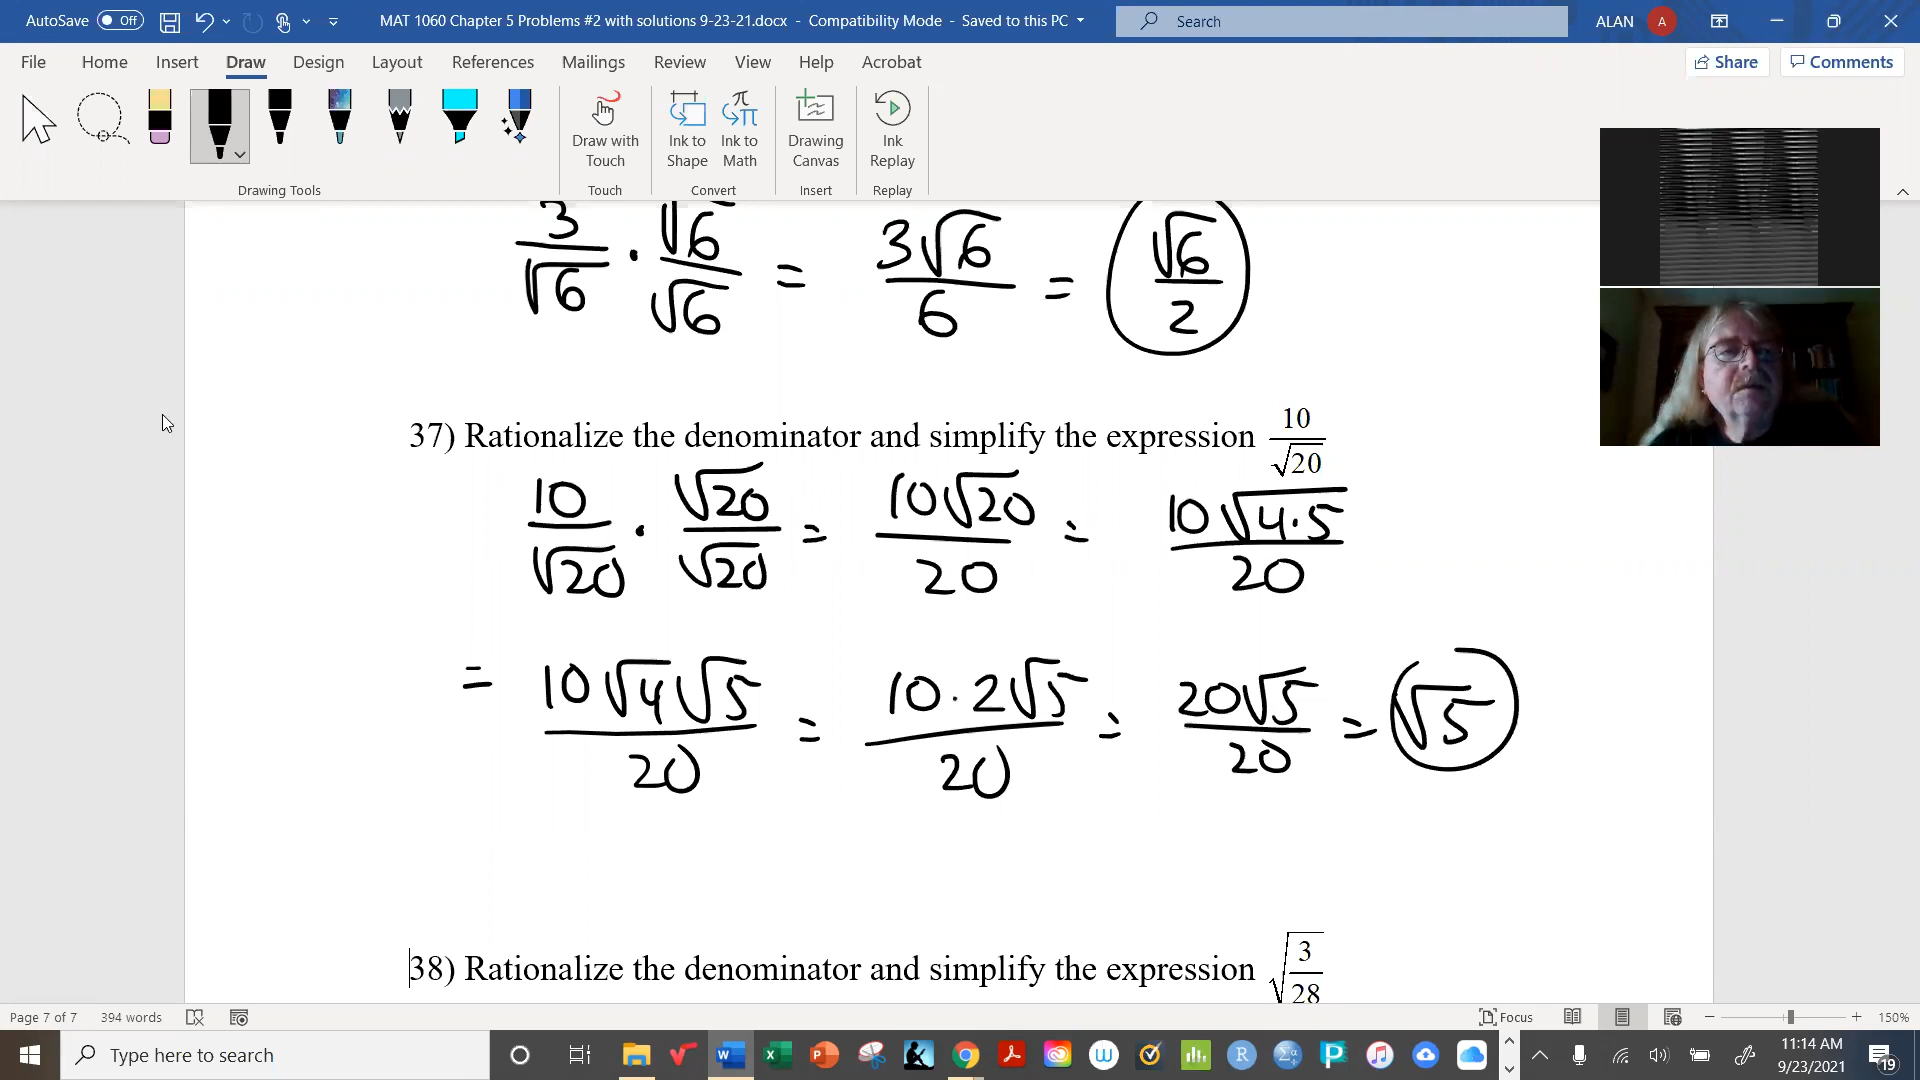 AutoSave Off MAT 1060 Chapter 5 Problems #2 with solutions 9-23-21.docx - Compatibility Mode - Saved to this PC Search ALAN A
File Home Insert Draw Design Layout References Mailings Review View Help Acrobat Share Comments
Draw with Touch Ink to Shape Ink to Math Drawing Canvas Ink Replay
Drawing Tools Touch Convert Insert Replay
3/√6 · √6/√6 = 3√6/6 = √6/2
37) Rationalize the denominator and simplify the expression 10/√20
10/√20 · √20/√20 = 10√20/20 = 10√4·5/20
= 10√4√5/20 = 10·2√5/20 = 20√5/20 = √5
38) Rationalize the denominator and simplify the expression √3/28
Page 7 of 7 394 words Focus 150%
Type here to search 11:14 AM
9/23/2021 19